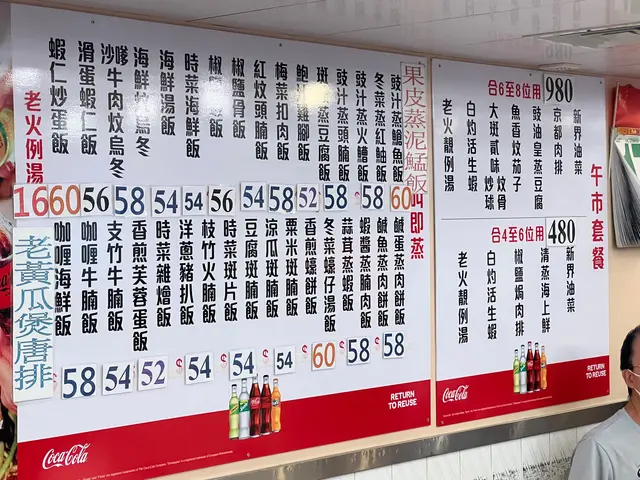 果皮蒸泥鯭飯
即蒸
豉汁蒸鯇魚飯
冬菜蒸紅魷飯
豉汁蒸火鱔飯
豉汁蒸頭腩飯
蒸豆腐飯
鮑汁雞腳飯
梅菜扣肉飯
紅炆頭腩飯
椒鹽骨飯
時菜海鮮飯
海鮮湯飯
海鮮炒烏冬
沙嗲牛肉炆烏冬
滑蛋蝦仁飯
蝦仁炒蛋飯
老火例湯
16 60 56 58 54 54 56 54 58 52 58 58 60
鹹蛋蒸肉餅飯
鹹魚蒸肉餅飯
蝦醬蒸腩肉飯
蒜茸蒸蝦飯
冬菜蠔仔湯飯
香煎蠔餅飯
粟米斑腩飯
涼瓜斑腩飯
豆腐斑腩飯
時菜斑片飯
枝竹火腩飯
洋蔥豬扒飯
時菜雜燴飯
香煎芙蓉蛋飯
支竹牛腩飯
咖喱牛腩飯
咖喱海鮮飯
老黃瓜煲唐排
58 54 52 54 54 54 60 58 58
Coca-Cola
RETURN
TO REUSE
午市套餐
合6至8位用 980
新界油菜
京都肉排
豉油皇蒸豆腐
魚香炆茄子
大斑貳味 炒球 炆骨
白灼活生蝦
老火靚例湯
合4至6位用 480
新界油菜
清蒸海上鮮
椒鹽焗肉排
白灼活生蝦
老火靚例湯
Coca-Cola
RETURN
TO REUSE